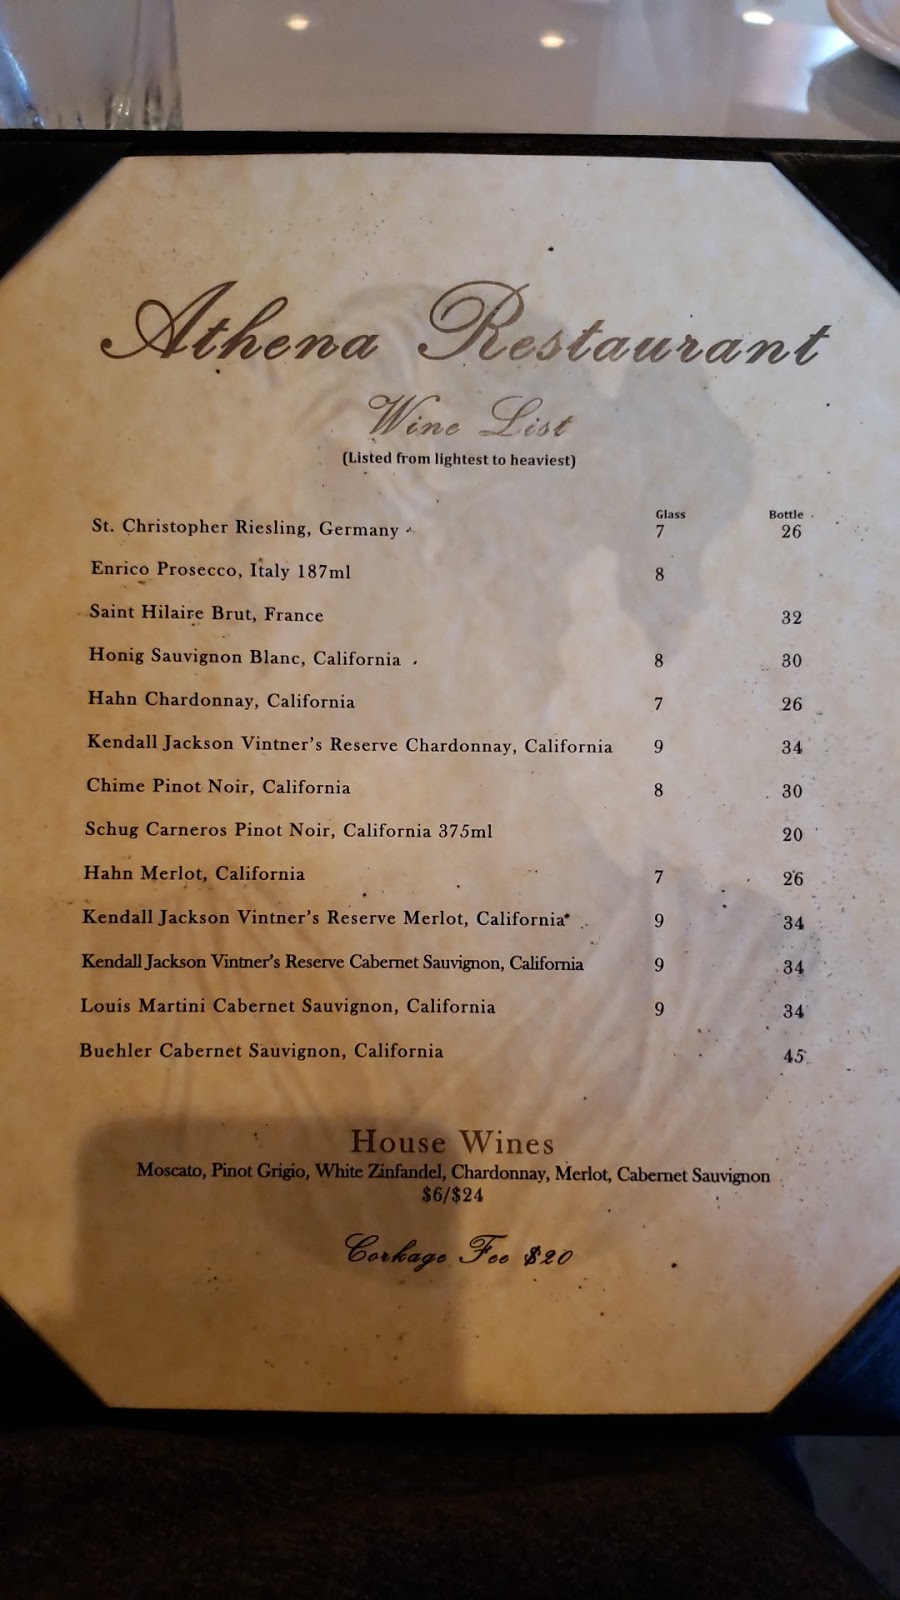 Athena Restaurant
Wine List
(Listed from lightest to heaviest)
Glass Bottle
St. Christopher Riesling, Germany 7 26
Enrico Prosecco, Italy 187ml 8
Saint Hilaire Brut, France 32
Honig Sauvignon Blanc, California 8 30
Hahn Chardonnay, California 7 26
Kendall Jackson Vintner's Reserve Chardonnay, California 9 34
Chime Pinot Noir, California 8 30
Schug Carneros Pinot Noir, California 375ml 20
Hahn Merlot, California 7 26
Kendall Jackson Vintner's Reserve Merlot, California 9 34
Kendall Jackson Vintner's Reserve Cabernet Sauvignon, California 9 34
Louis Martini Cabernet Sauvignon, California 9 34
Buehler Cabernet Sauvignon, California 45
House Wines
Moscato, Pinot Grigio, White Zinfandel, Chardonnay, Merlot, Cabernet Sauvignon
$6/$24
Corkage Fee $20